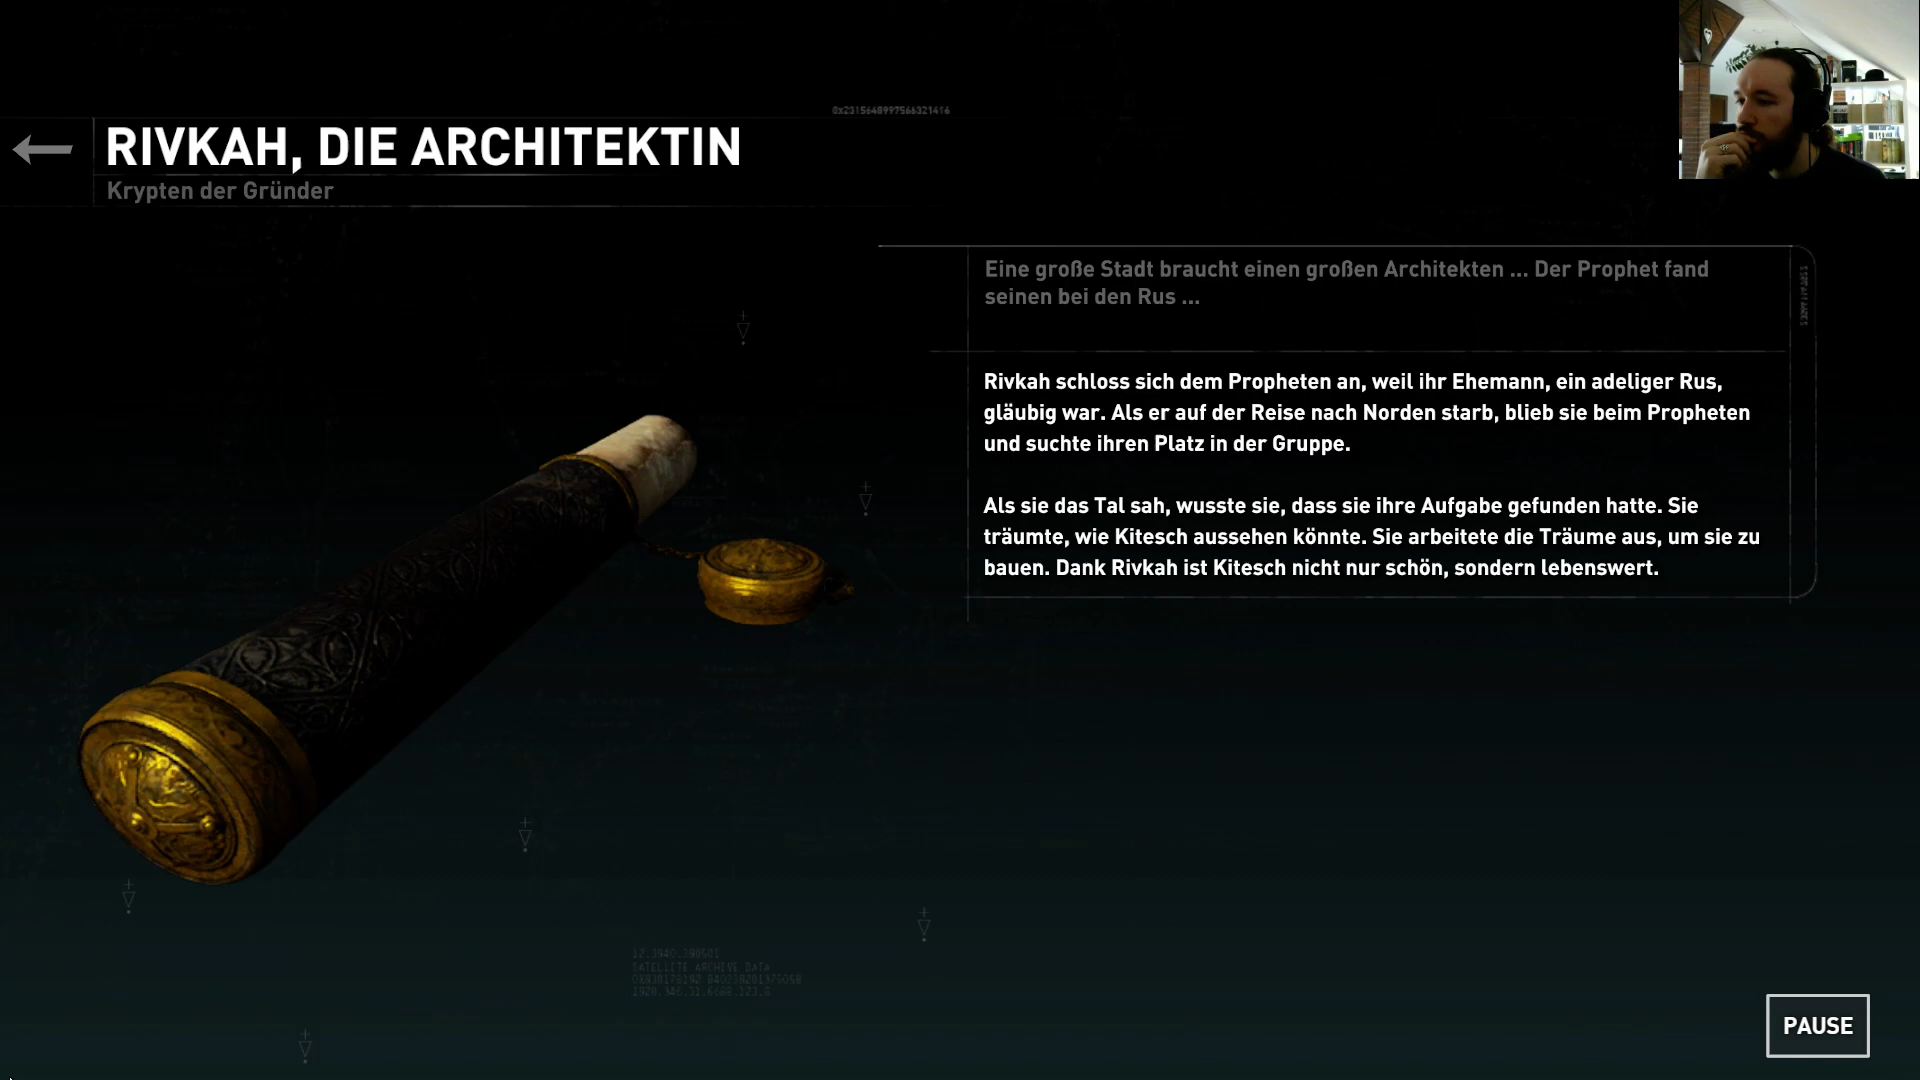 0x2315648997566321416
RIVKAH, DIE ARCHITEKTIN
Krypten der Gründer
Eine große Stadt braucht einen großen Architekten ... Der Prophet fand
seinen bei den Rus ...
Rivkah schloss sich dem Propheten an, weil ihr Ehemann, ein adeliger Rus,
gläubig war. Als er auf der Reise nach Norden starb, blieb sie beim Propheten
und suchte ihren Platz in der Gruppe.
Als sie das Tal sah, wusste sie, dass sie ihre Aufgabe gefunden hatte. Sie
träumte, wie Kitesch aussehen könnte. Sie arbeitete die Träume aus, um sie zu
bauen. Dank Rivkah ist Kitesch nicht nur schön, sondern lebenswert.
SATELLITE ARCHIVE DATA
PAUSE